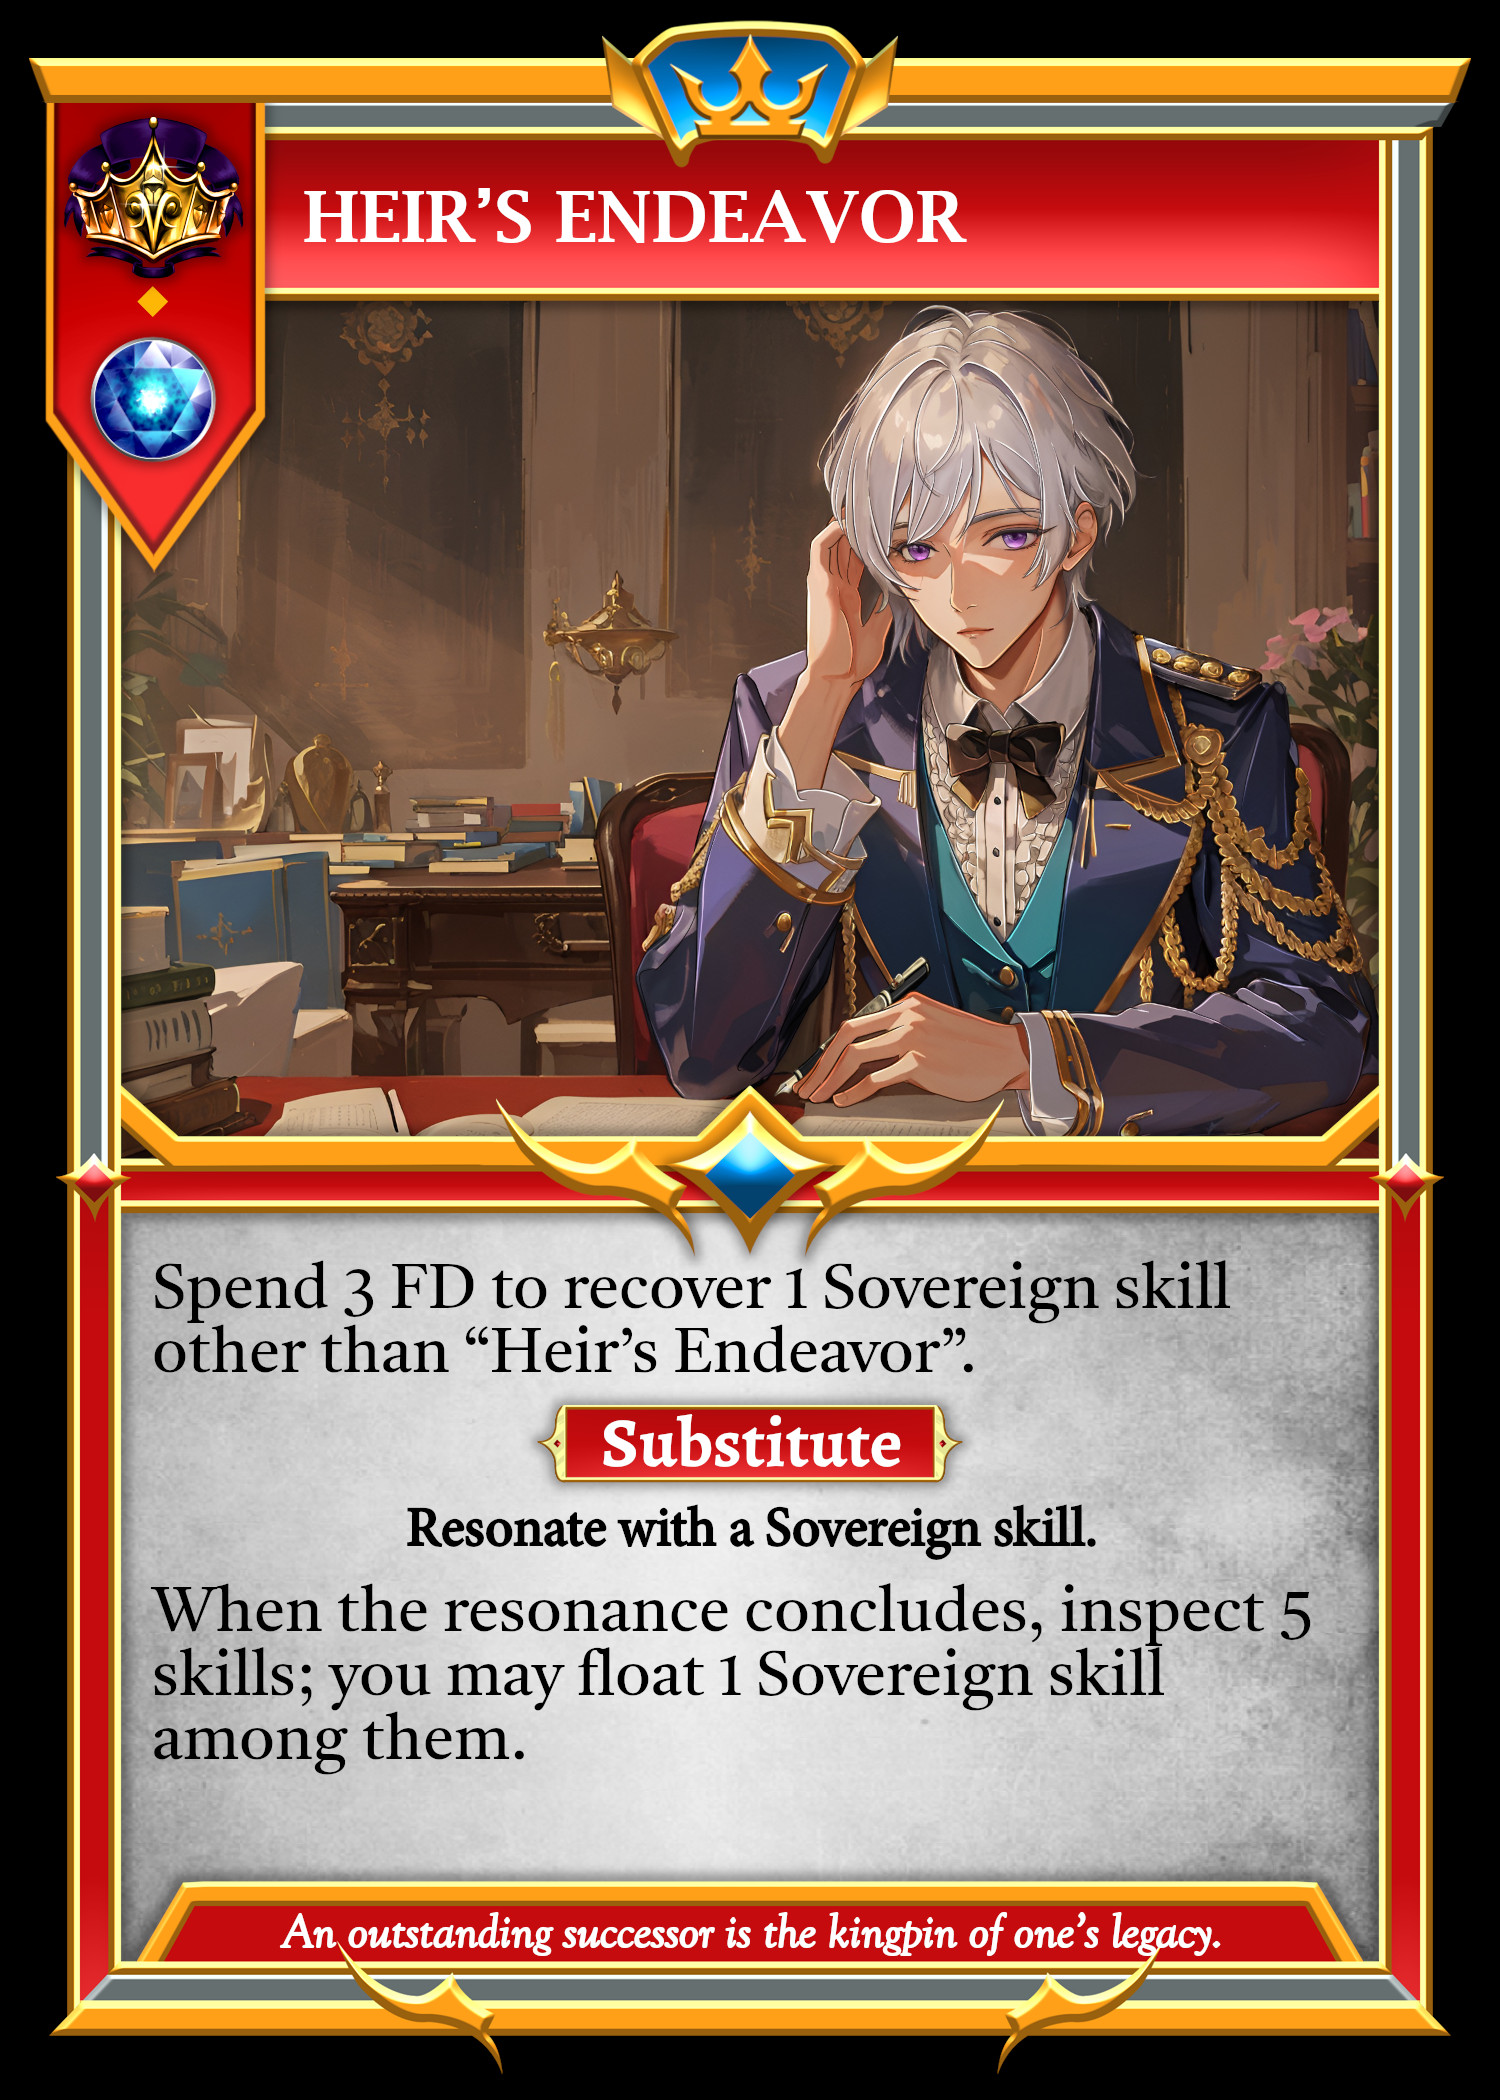 HEIR’S ENDEAVOR
Spend 3 FD to recover 1 Sovereign skill
other than “Heir’s Endeavor”.
Substitute
Resonate with a Sovereign skill.
When the resonance concludes, inspect 5
skills; you may float 1 Sovereign skill
among them.
An outstanding successor is the kingpin of one’s legacy.